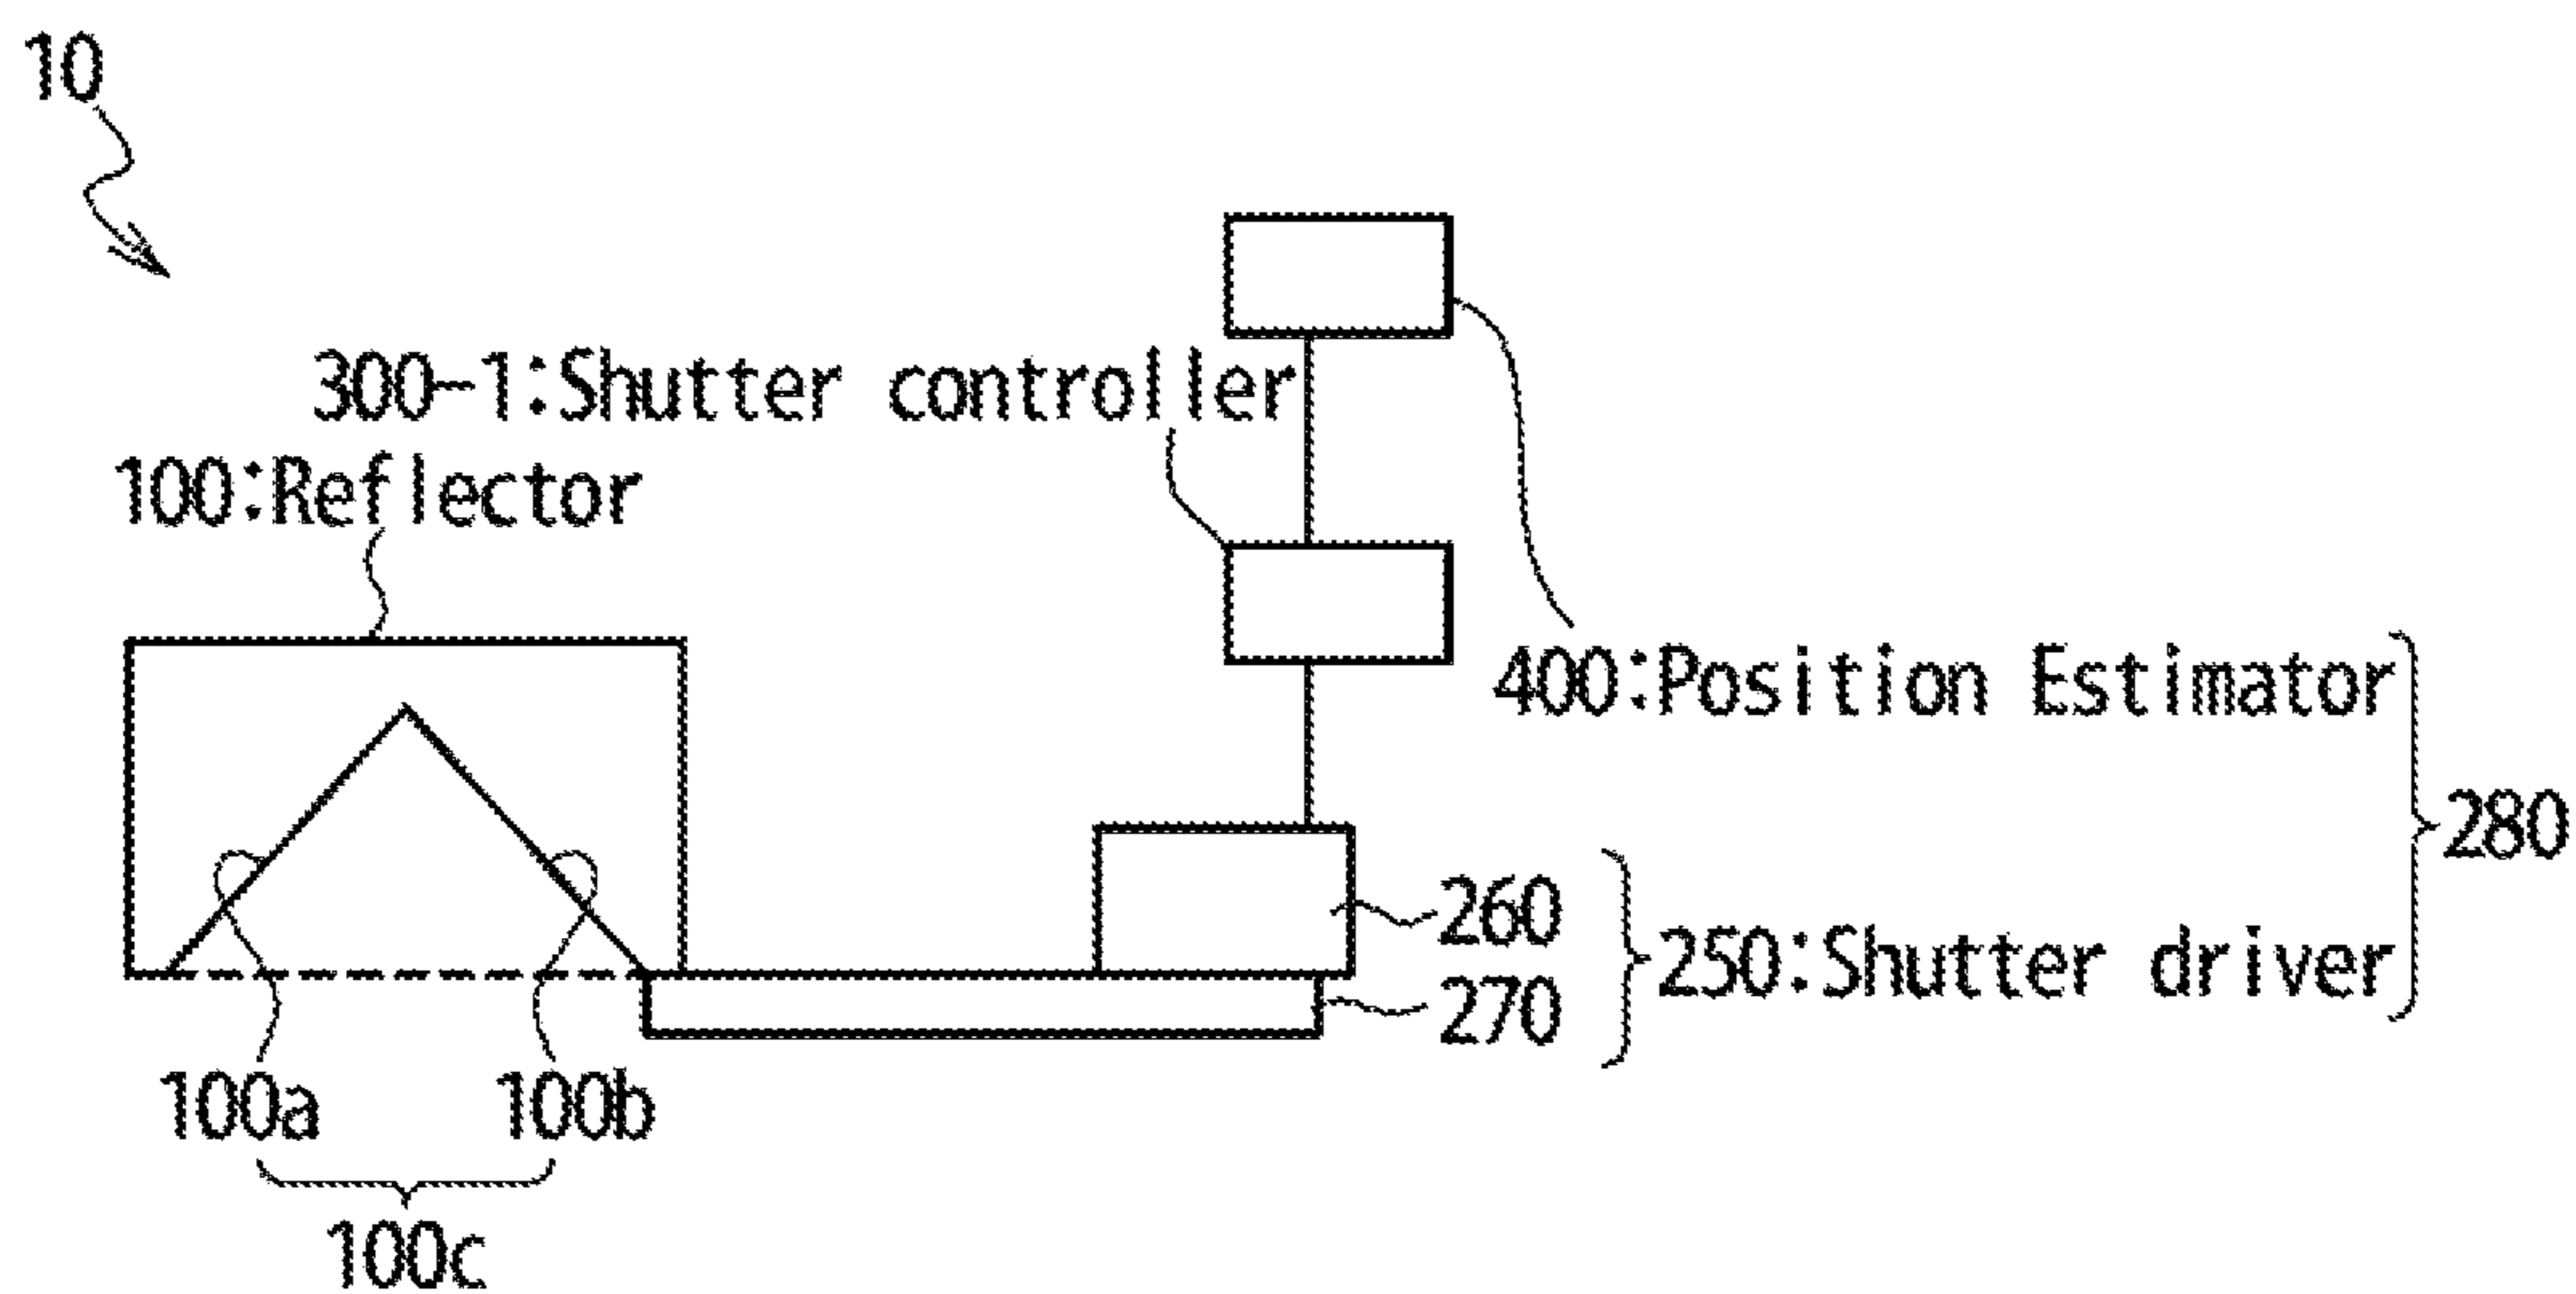 10
300-1:Shutter controller
100:Reflector
400:Position Estimator
280
260
250:Shutter driver
270
100a 100b
100c